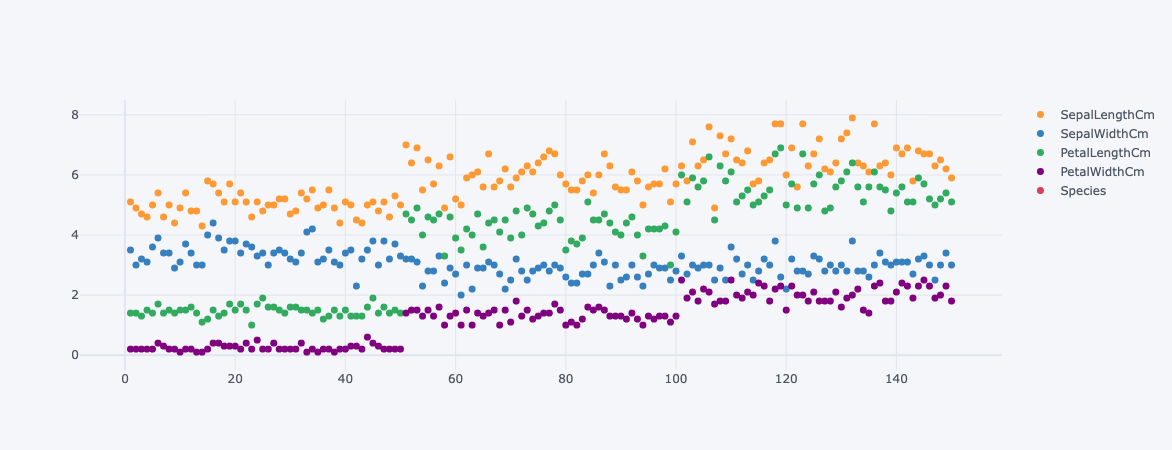 8
6
4
2
0
0 20 40 60 80 100 120 140
SepalLengthCm
SepalWidthCm
PetalLengthCm
PetalWidthCm
Species